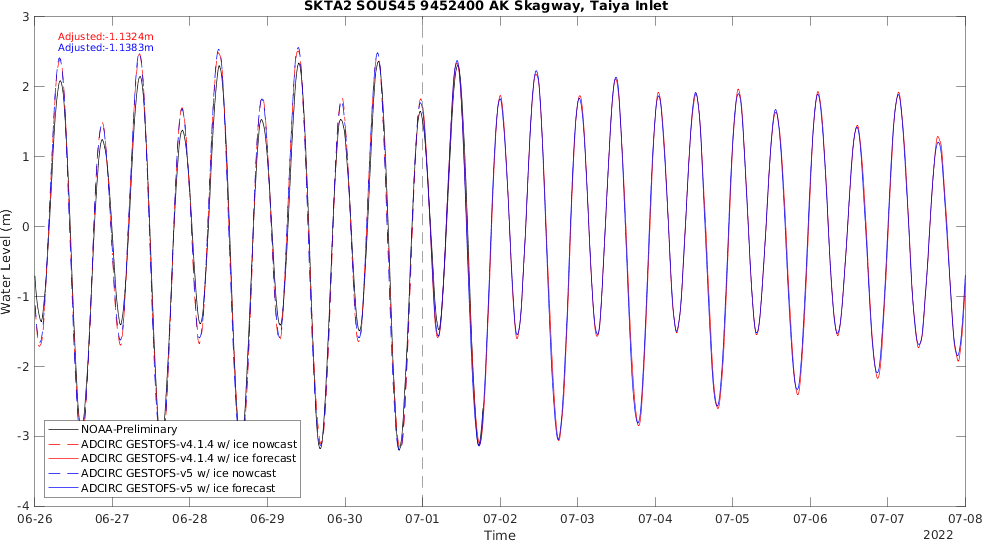 SKTA2 SOUS45 9452400 AK Skagway, Taiya Inlet
Adjusted:-1.1324m
Adjusted:-1.1383m
3
2
1
0
-1
-2
-3
-4
Water Level (m)
NOAA-Preliminary
ADCIRC GESTOFS-v4.1.4 w/ ice nowcast
ADCIRC GESTOFS-v4.1.4 w/ ice forecast
ADCIRC GESTOFS-v5 w/ ice nowcast
ADCIRC GESTOFS-v5 w/ ice forecast
06-26 06-27 06-28 06-29 06-30 07-01 07-02 07-03 07-04 07-05 07-06 07-07 07-08
Time
2022